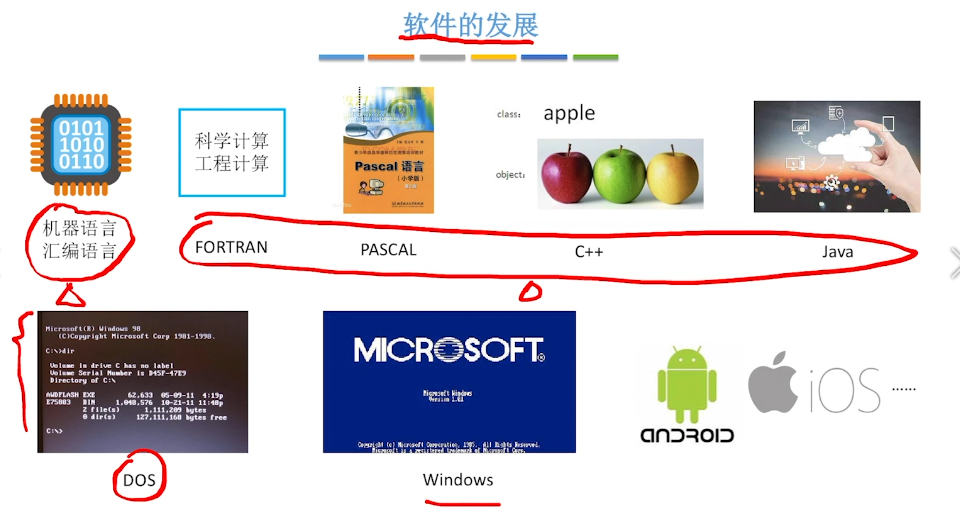 软件的发展
0101
1010
0110
科学计算
工程计算
Pascal 语言
(小学版)
class:
apple
object:
机器语言
汇编语言
FORTRAN
PASCAL
C++
Java
Microsoft(R) Windows 98
(C)Copyright Microsoft Corp 1981-1998.
C:\>dir
Volume in drive C has no label
Volume Serial Number is D45F-47E9
Directory of C:\
AWDFLASH EXE 62,633 05-09-11 4:19p
E75883 BIN 1,048,576 10-21-11 11:48p
2 file(s) 1,111,209 bytes
0 dir(s) 127,111,168 bytes free
C:\>
MICROSOFT®
Microsoft Windows
Version 1.01
Copyright (c) Microsoft Corporation, 1985. All Rights Reserved.
Microsoft is a registered trademark of Microsoft Corp.
ANDROID
iOS
......
DOS
Windows